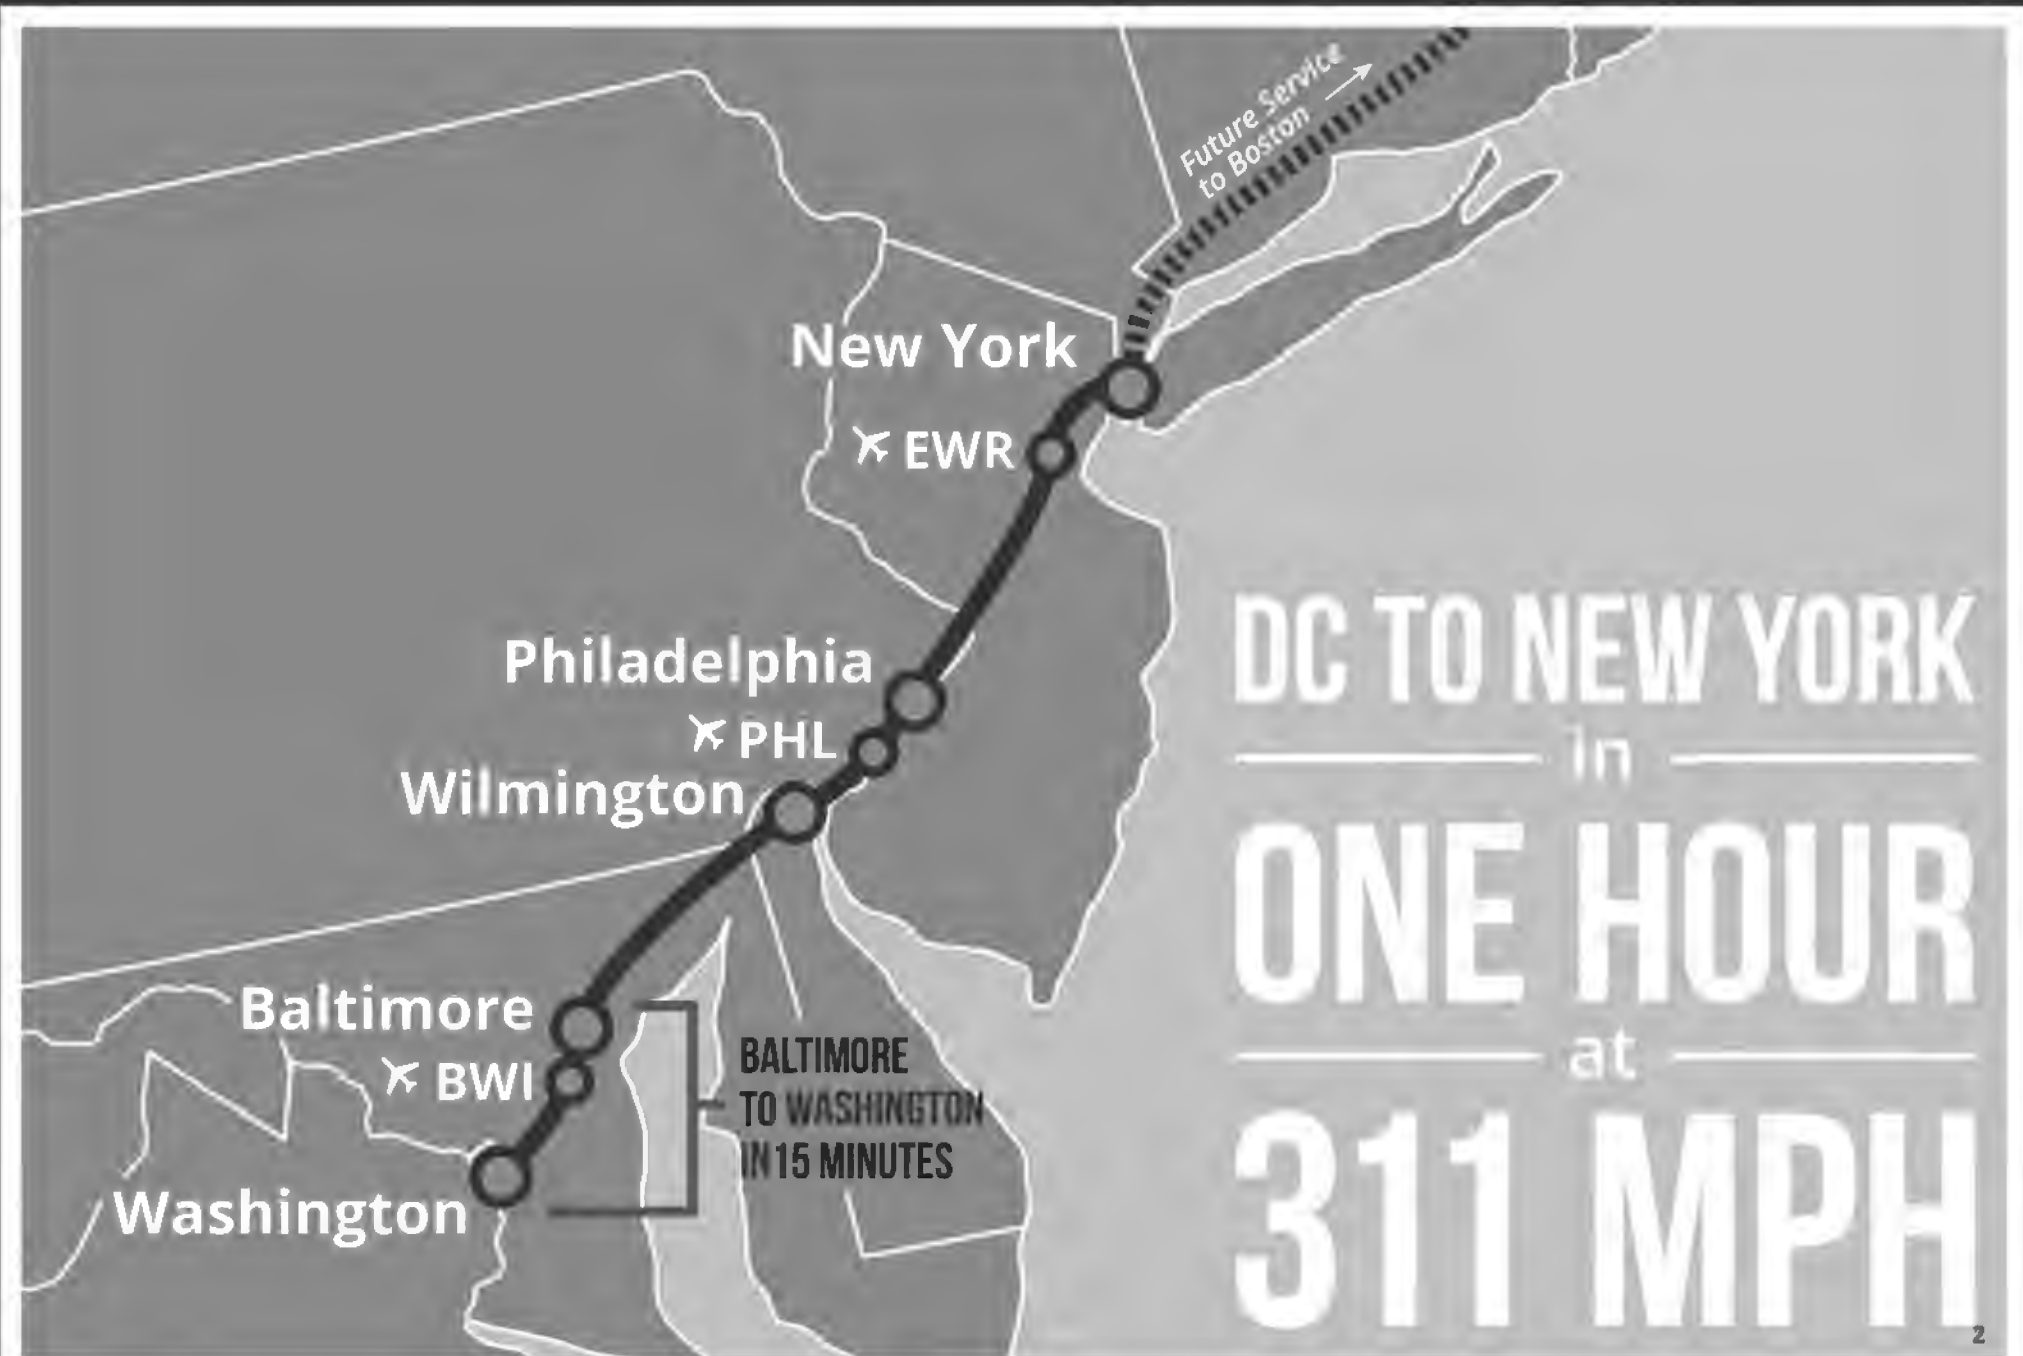 Future Service
to Boston
New York
EWR
Philadelphia
PHL
Wilmington
Baltimore
BWI
Washington
BALTIMORE
TO WASHINGTON
IN 15 MINUTES
DC TO NEW YORK
in
ONE HOUR
at
311 MPH
2